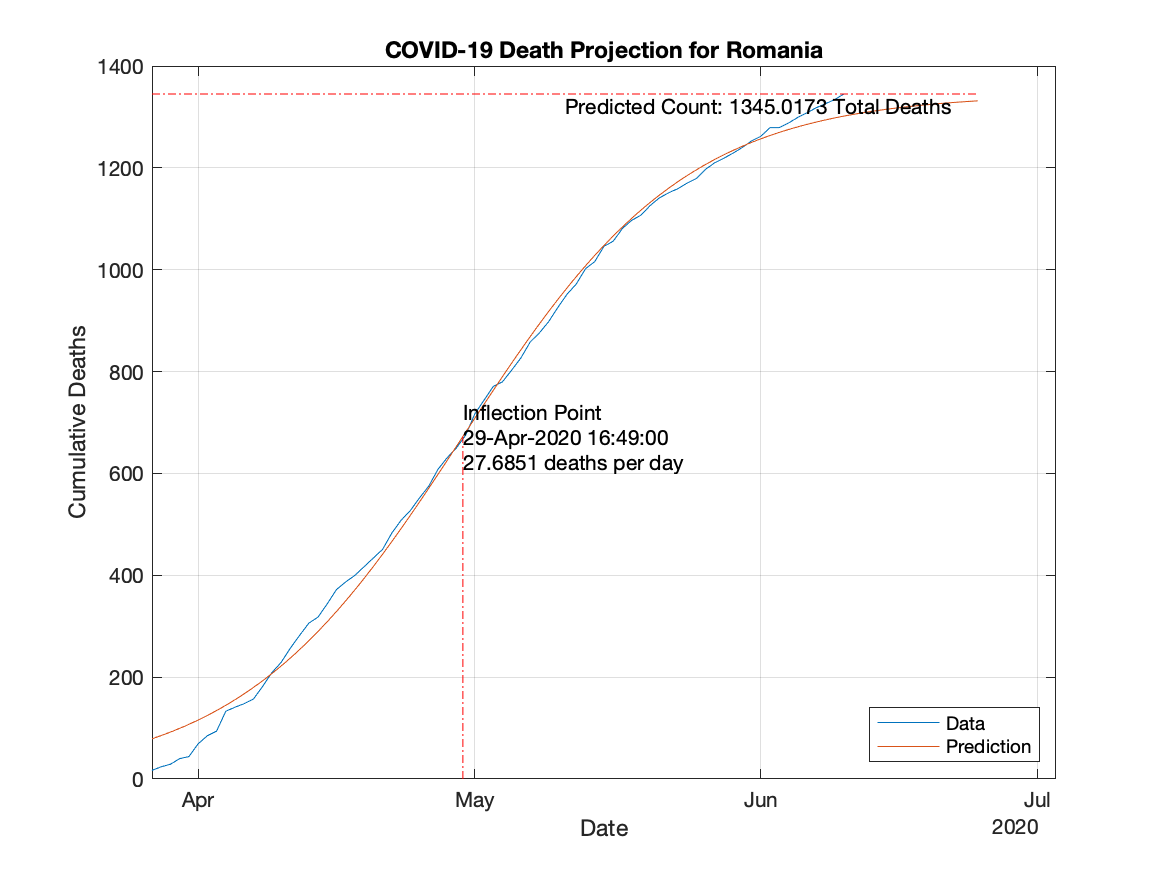 COVID-19 Death Projection for Romania
1400
Predicted Count: 1345.0173 Total Deaths
1200
1000
800
Inflection Point
29-Apr-2020 16:49:00
27.6851 deaths per day
600
400
200
0
Cumulative Deaths
Data
Prediction
Apr
May
Jun
Jul
Date
2020